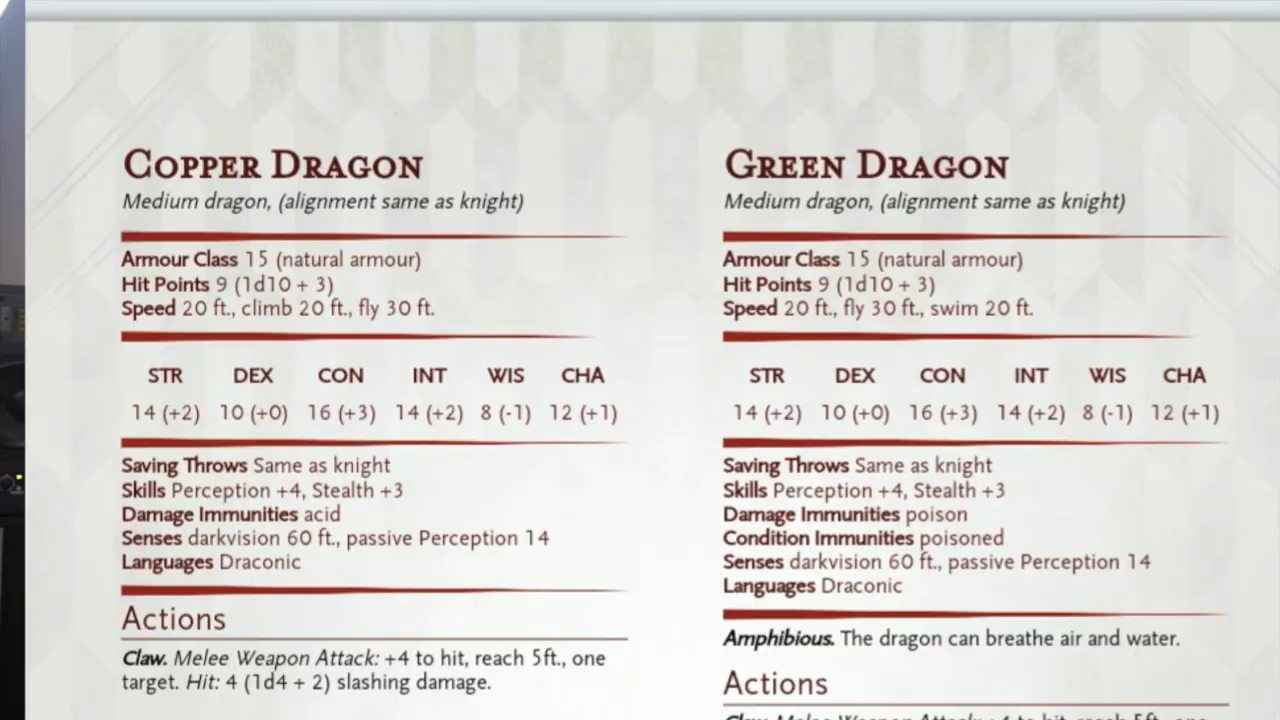 COPPER DRAGON
Medium dragon, (alignment same as knight)
Armour Class 15 (natural armour)
Hit Points 9 (1d10 + 3)
Speed 20 ft., climb 20 ft., fly 30 ft.
STR DEX CON INT WIS CHA
14 (+2) 10 (+0) 16 (+3) 14 (+2) 8 (-1) 12 (+1)
Saving Throws Same as knight
Skills Perception +4, Stealth +3
Damage Immunities acid
Senses darkvision 60 ft., passive Perception 14
Languages Draconic
Actions
Claw. Melee Weapon Attack: +4 to hit, reach 5ft., one
target. Hit: 4 (1d4 + 2) slashing damage.
GREEN DRAGON
Medium dragon, (alignment same as knight)
Armour Class 15 (natural armour)
Hit Points 9 (1d10 + 3)
Speed 20 ft., fly 30 ft., swim 20 ft.
STR DEX CON INT WIS CHA
14 (+2) 10 (+0) 16 (+3) 14 (+2) 8 (-1) 12 (+1)
Saving Throws Same as knight
Skills Perception +4, Stealth +3
Damage Immunities poison
Condition Immunities poisoned
Senses darkvision 60 ft., passive Perception 14
Languages Draconic
Amphibious. The dragon can breathe air and water.
Actions